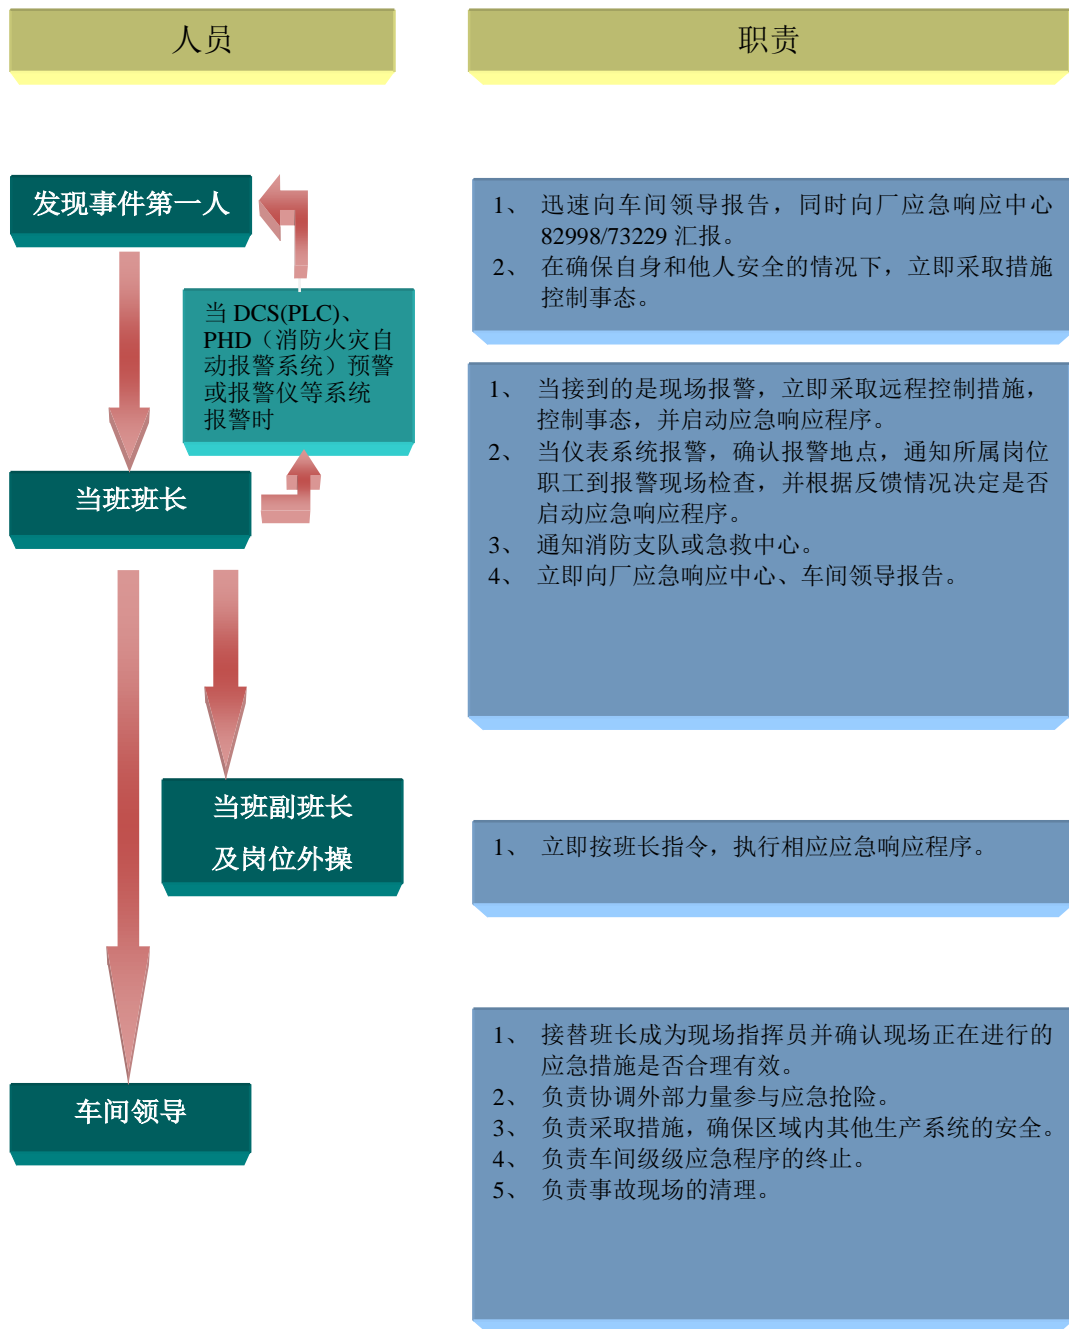 人员
职责
发现事件第一人
1、 迅速向车间领导报告，同时向厂应急响应中心
82998/73229 汇报。
2、 在确保自身和他人安全的情况下，立即采取措施
控制事态。
当 DCS(PLC)、
PHD（消防火灾自
动报警系统）预警
或报警仪等系统
报警时
当班班长
1、 当接到的是现场报警，立即采取远程控制措施，
控制事态，并启动应急响应程序。
2、 当仪表系统报警，确认报警地点，通知所属岗位
职工到报警现场检查，并根据反馈情况决定是否
启动应急响应程序。
3、 通知消防支队或急救中心。
4、 立即向厂应急响应中心、车间领导报告。
当班副班长
及岗位外操
1、 立即按班长指令，执行相应应急响应程序。
车间领导
1、 接替班长成为现场指挥员并确认现场正在进行的
应急措施是否合理有效。
2、 负责协调外部力量参与应急抢险。
3、 负责采取措施，确保区域内其他生产系统的安全。
4、 负责车间级级应急程序的终止。
5、 负责事故现场的清理。